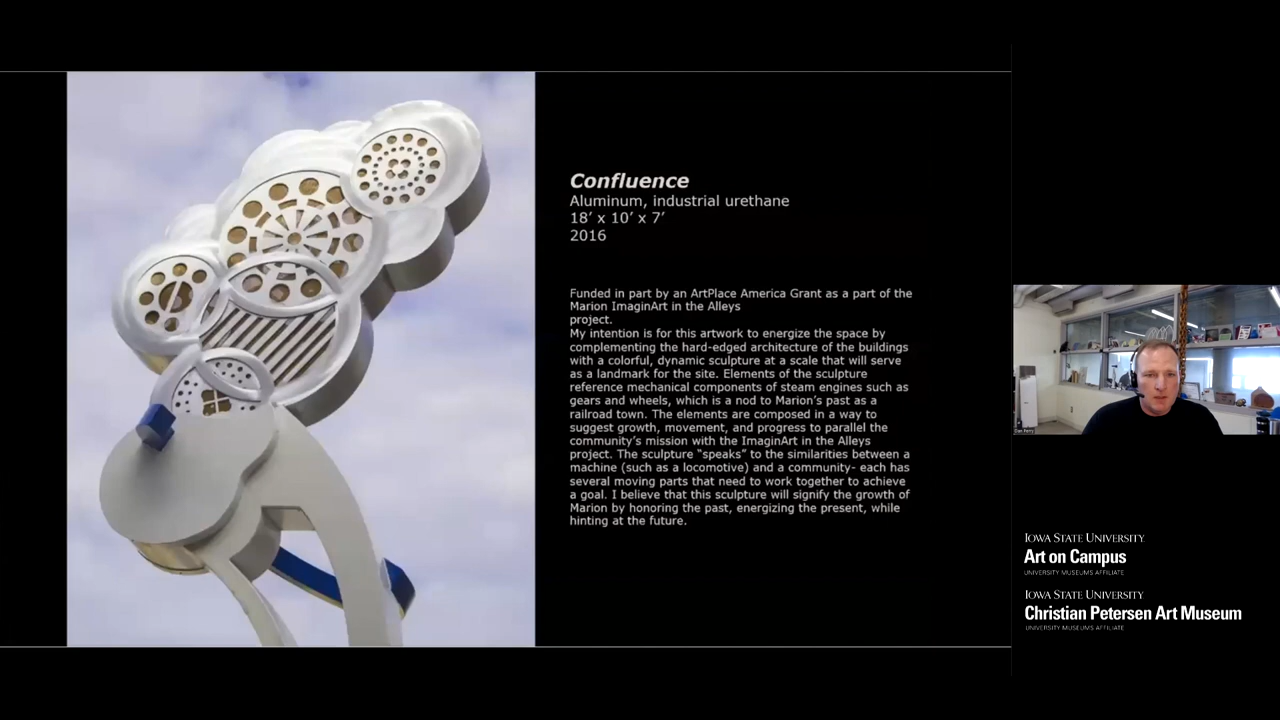 Confluence
Aluminum, industrial urethane
18’ x 10’ x 7’
2016
Funded in part by an ArtPlace America Grant as a part of the
Marion ImaginArt in the Alleys
project.
My intention is for this artwork to energize the space by
complementing the hard-edged architecture of the buildings
with a colorful, dynamic sculpture at a scale that will serve
as a landmark for the site. Elements of the sculpture
reference mechanical components of steam engines such as
gears and wheels, which is a nod to Marion’s past as a
railroad town. The elements are composed in a way to
suggest growth, movement, and progress to parallel the
community’s mission with the ImaginArt in the Alleys
project. The sculpture “speaks” to the similarities between a
machine (such as a locomotive) and a community- each has
several moving parts that need to work together to achieve
a goal. I believe that this sculpture will signify the growth of
Marion by honoring the past, energizing the present, while
hinting at the future.
IOWA STATE UNIVERSITY
Art on Campus
UNIVERSITY MUSEUMS AFFILIATE
IOWA STATE UNIVERSITY
Christian Petersen Art Museum
UNIVERSITY MUSEUMS AFFILIATE